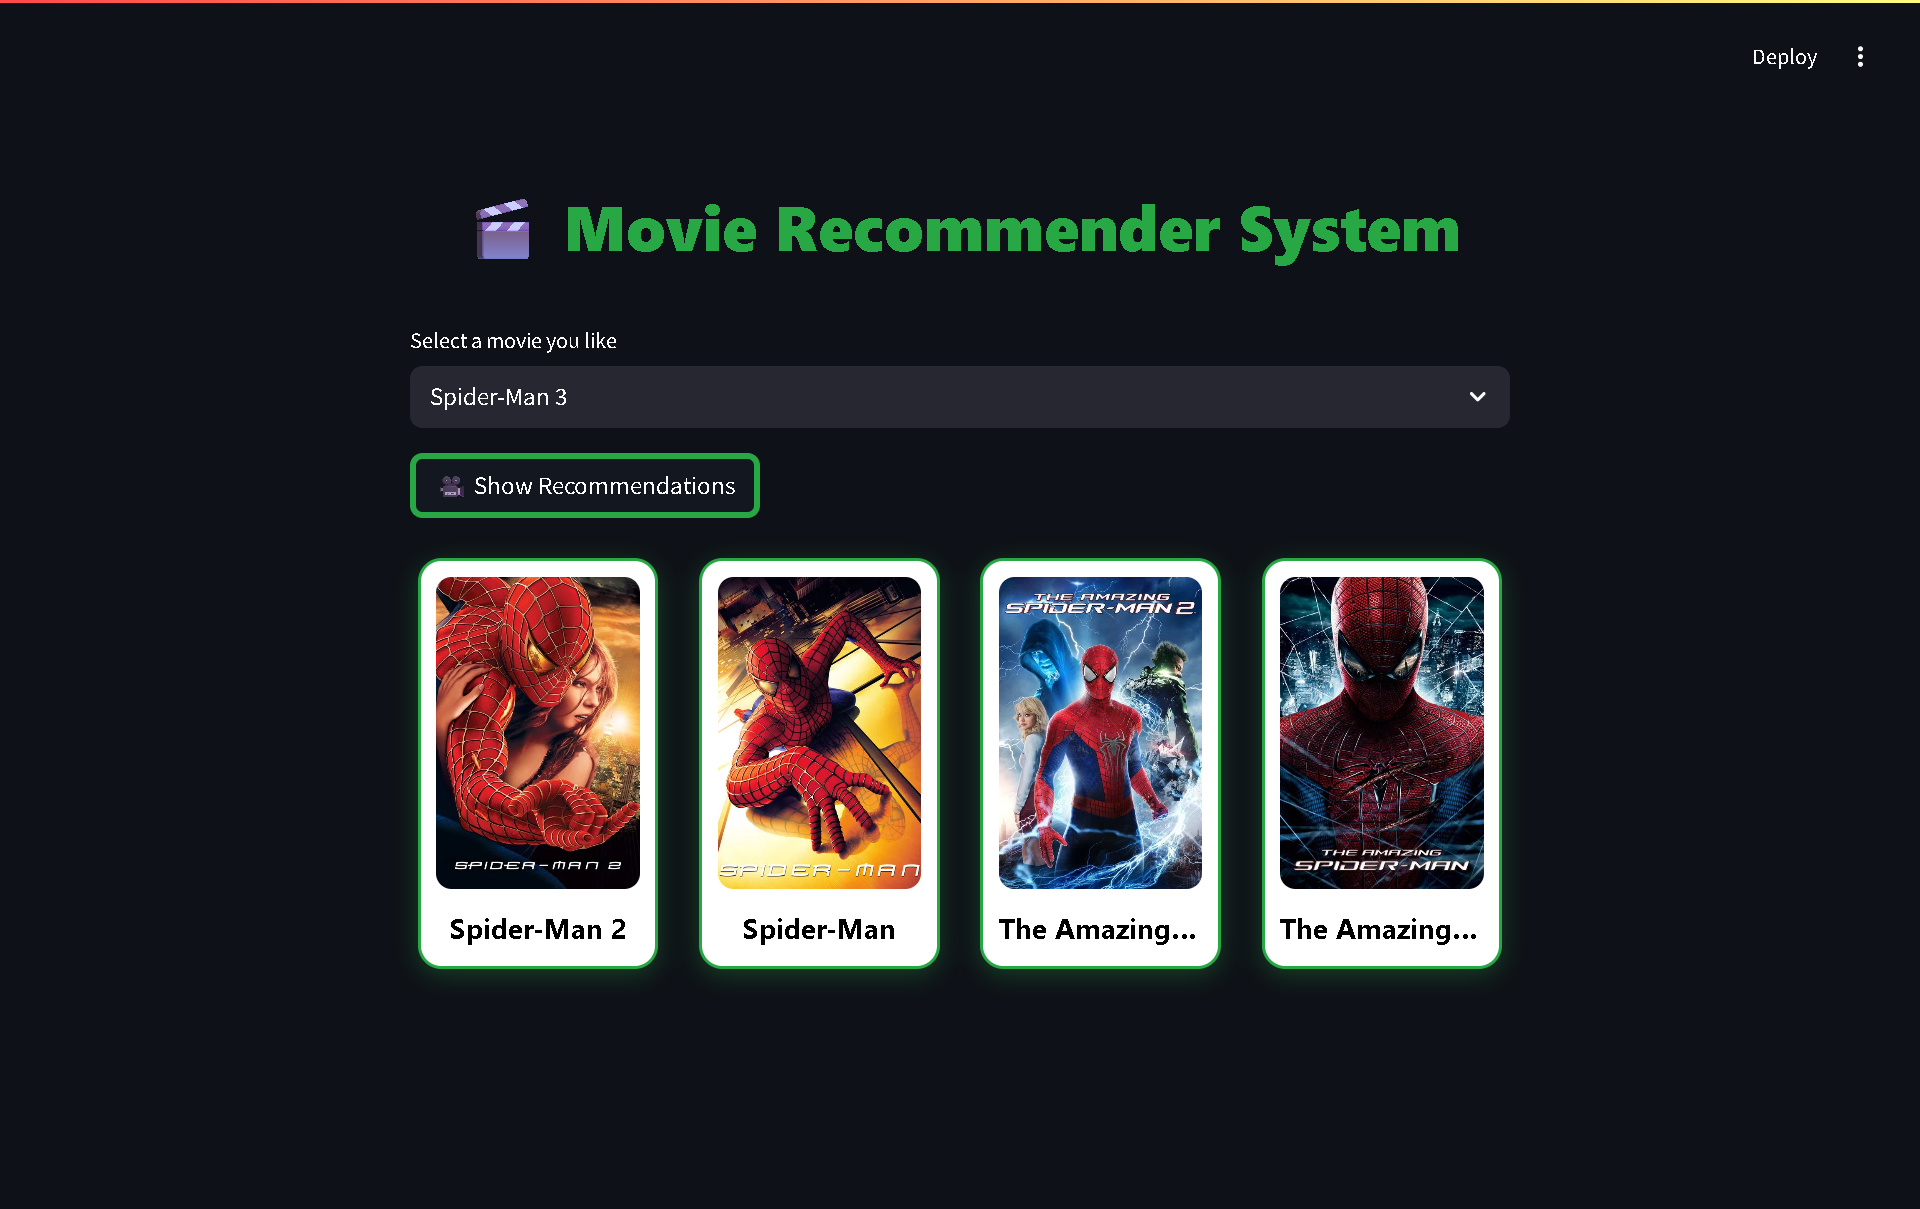 Deploy
Movie Recommender System
Select a movie you like
Spider-Man 3
Show Recommendations
SPIDER-MAN 2
SPIDER-MAN
THE AMAZING
SPIDER-MAN 2
THE AMAZING
SPIDER-MAN
Spider-Man 2
Spider-Man
The Amazing...
The Amazing...